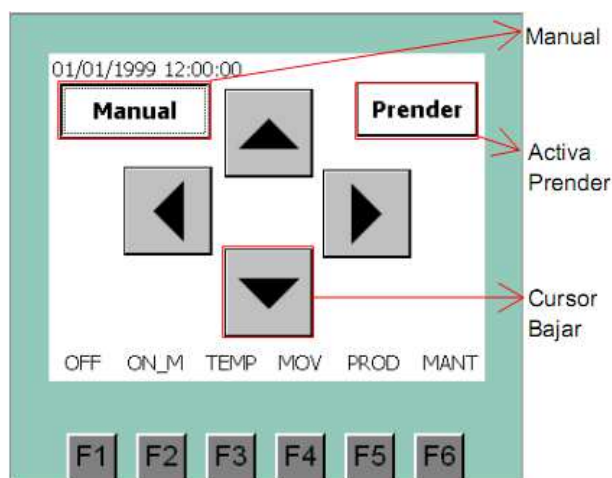 Manual
01/01/1999 12:00:00
Manual
Prender
Activa
Prender
Cursor
Bajar
OFF ON_M TEMP MOV PROD MANT
F1 F2 F3 F4 F5 F6